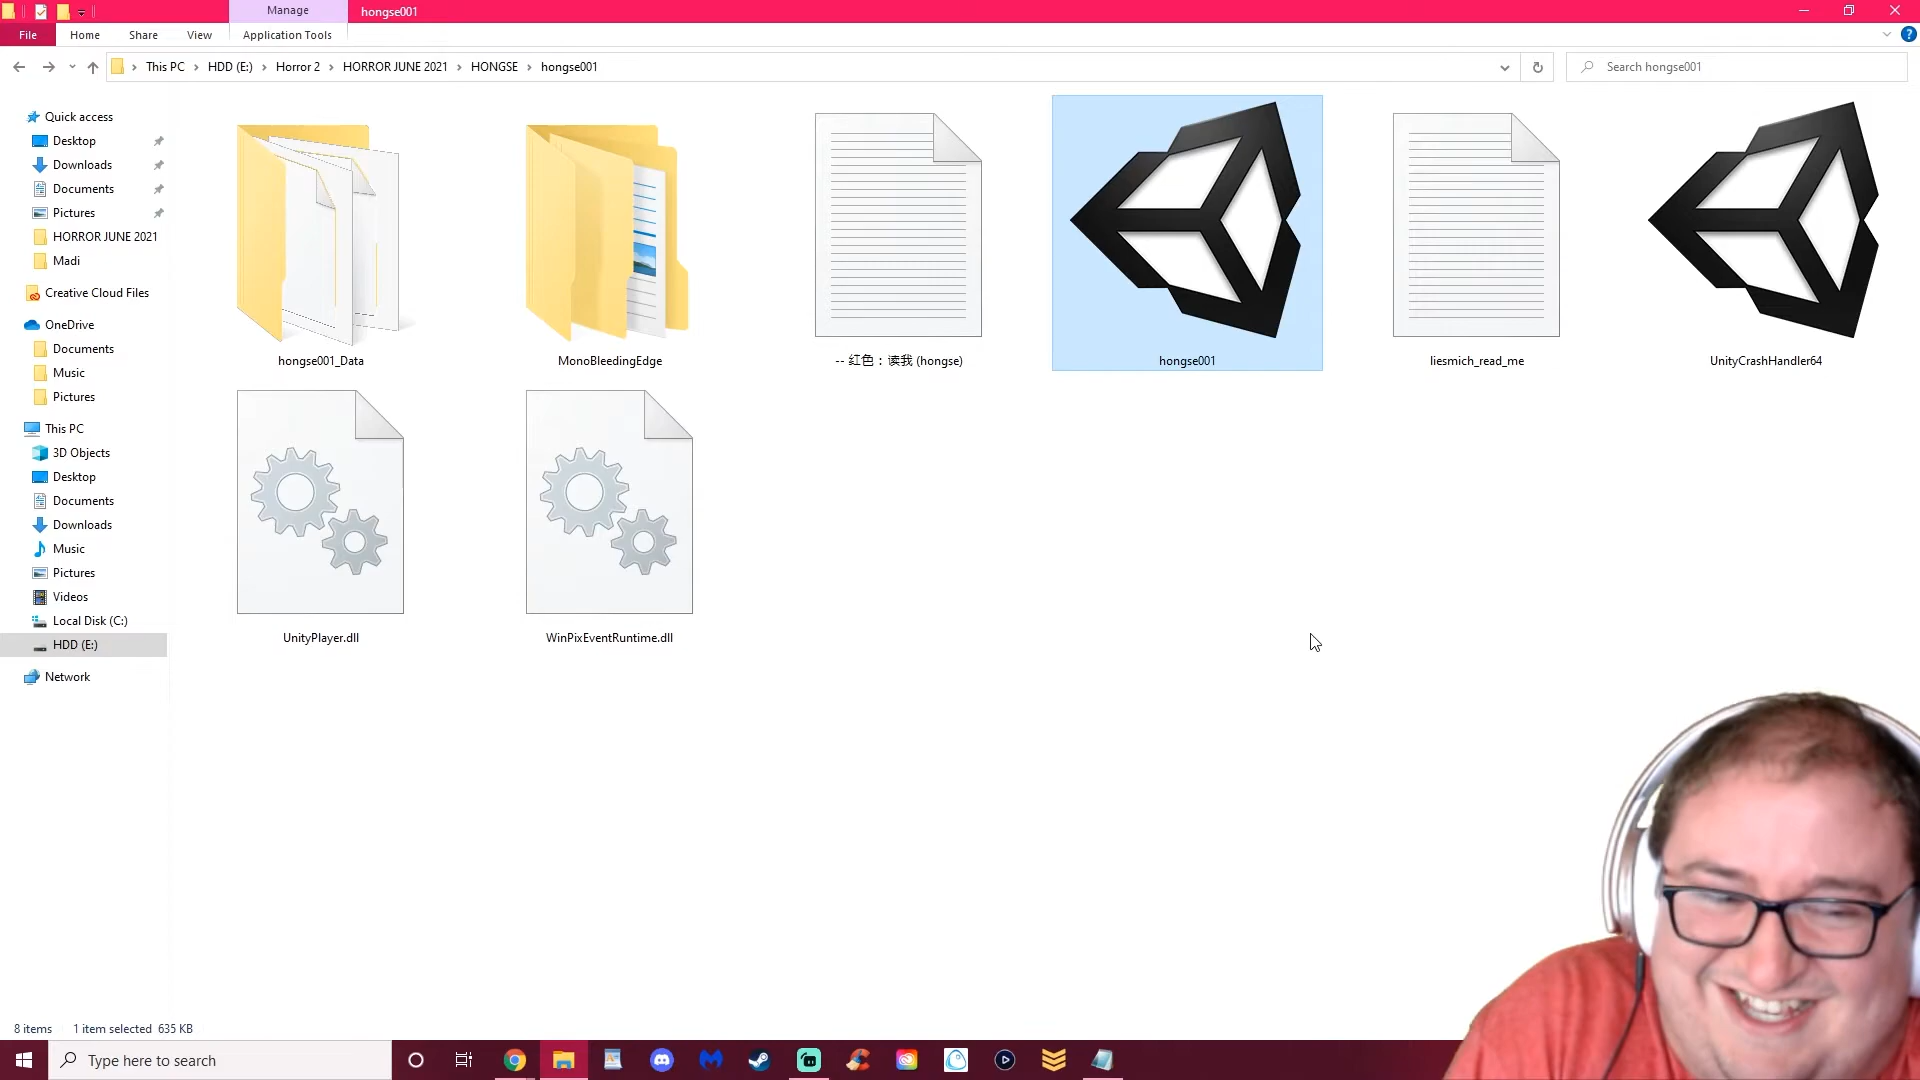 Manage
hongse001
File
Home
Share
View
Application Tools
This PC
HDD (E:)
Horror 2
HORROR JUNE 2021
HONGSE
hongse001
Search hongse001
Quick access
Desktop
Downloads
Documents
Pictures
HORROR JUNE 2021
Madi
Creative Cloud Files
OneDrive
Documents
Music
Pictures
This PC
3D Objects
Desktop
Documents
Downloads
Music
Pictures
Videos
Local Disk (C:)
HDD (E:)
Network
hongse001_Data
MonoBleedingEdge
-- 红色：读我 (hongse)
hongse001
liesmich_read_me
UnityCrashHandler64
UnityPlayer.dll
WinPixEventRuntime.dll
8 items
1 item selected 635 KB
Type here to search